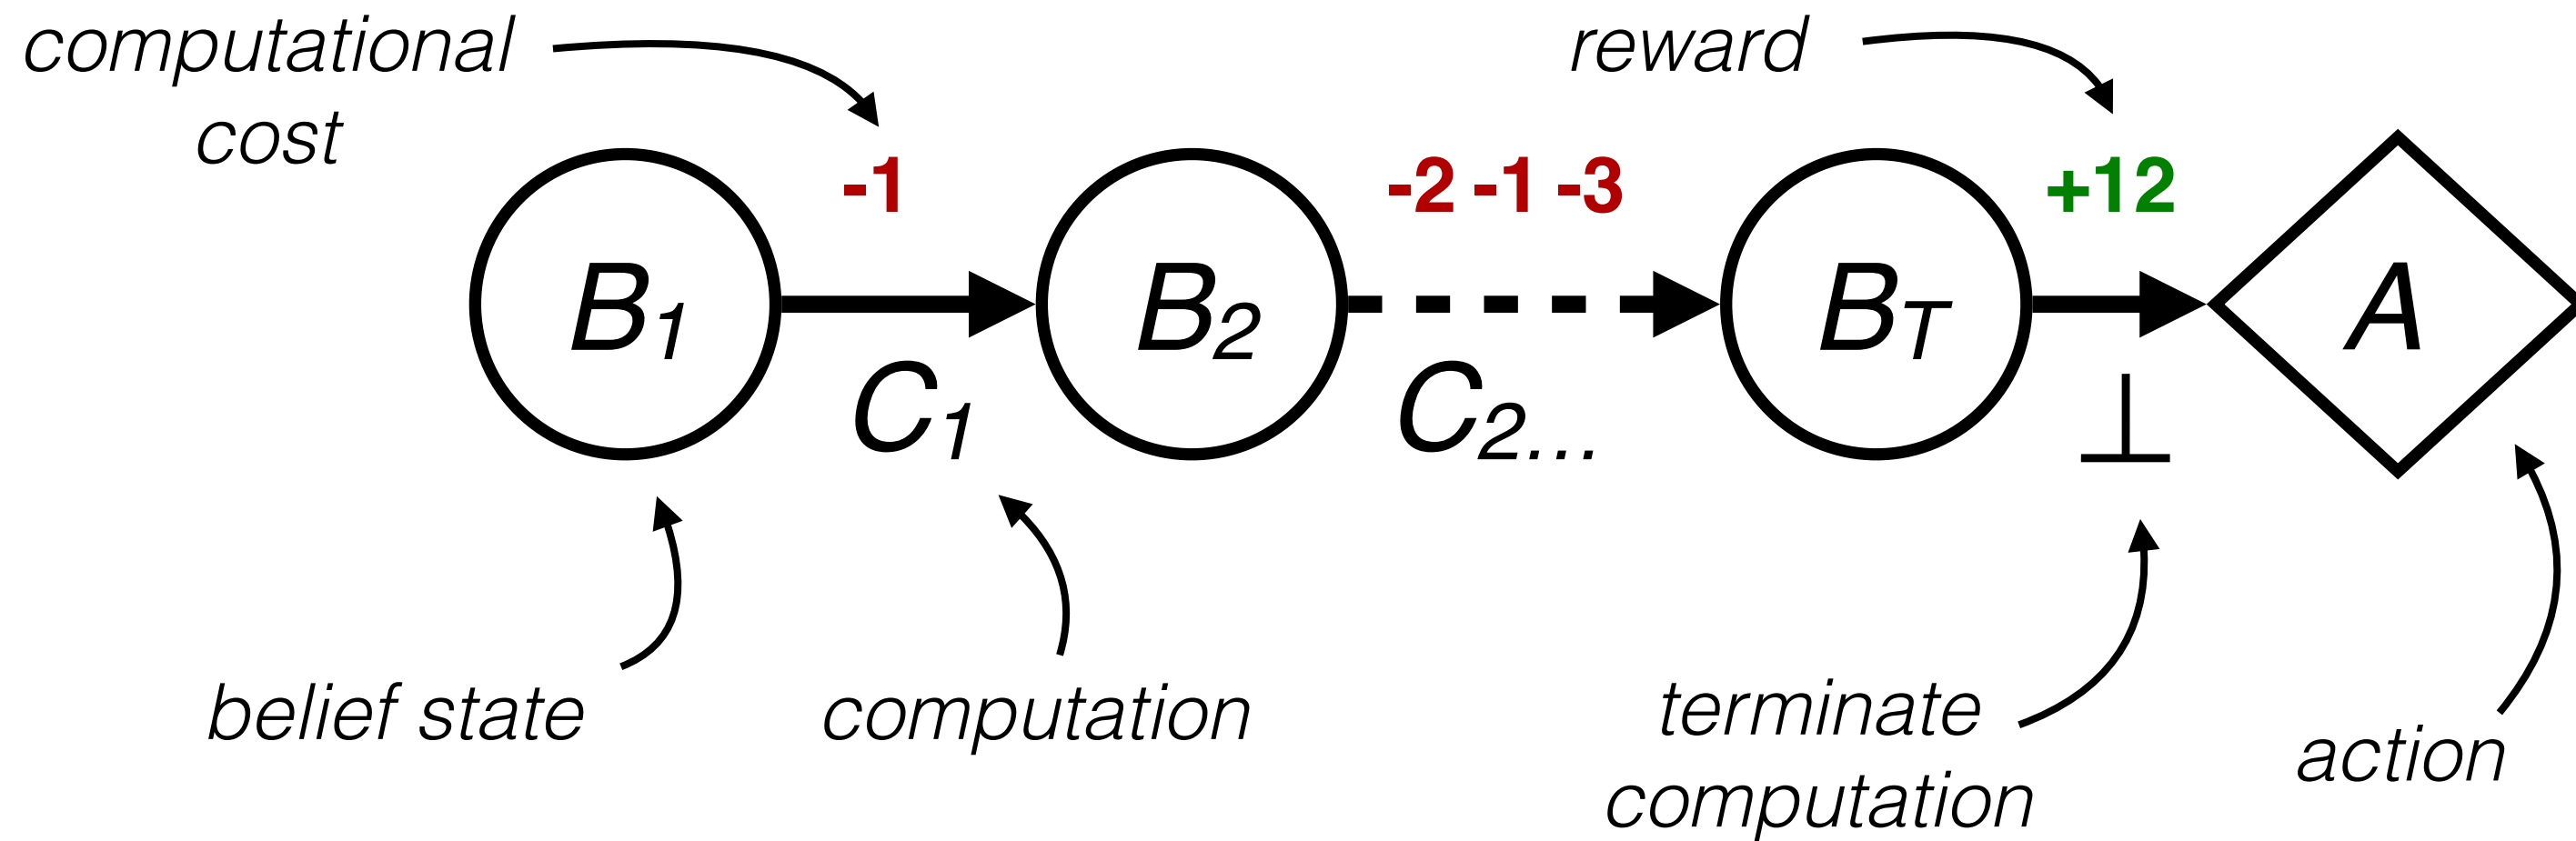 computational
cost
reward
-1
-2 -1 -3
+12
B1
B2
BT
A
C1
C2...
⊥
belief state
computation
terminate
computation
action